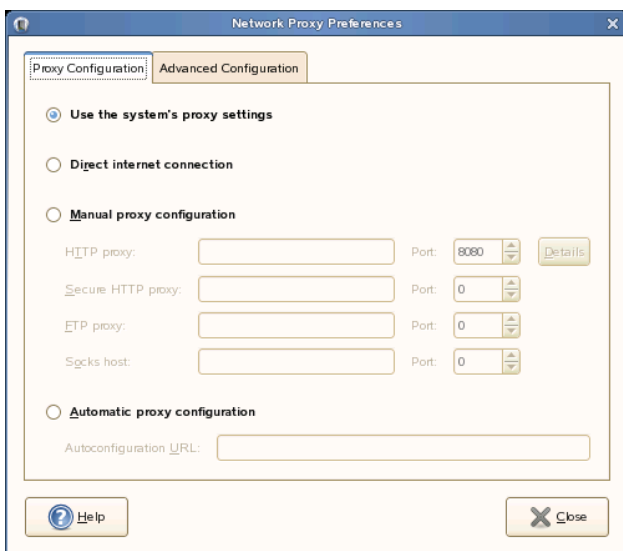 Network Proxy Preferences
Proxy Configuration Advanced Configuration
Use the system's proxy settings
Direct internet connection
Manual proxy configuration
HTTP proxy: Port: 8080 Details
Secure HTTP proxy: Port: 0
FTP proxy: Port: 0
Socks host: Port: 0
Automatic proxy configuration
Autoconfiguration URL:
Help Close